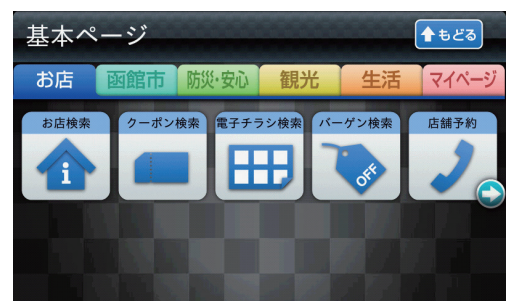 基本ページ
もどる
お店 函館市 防災・安心 観光 生活 マイページ
お店検索 クーポン検索 電子チラシ検索 バーゲン検索 店舗予約
i OFF